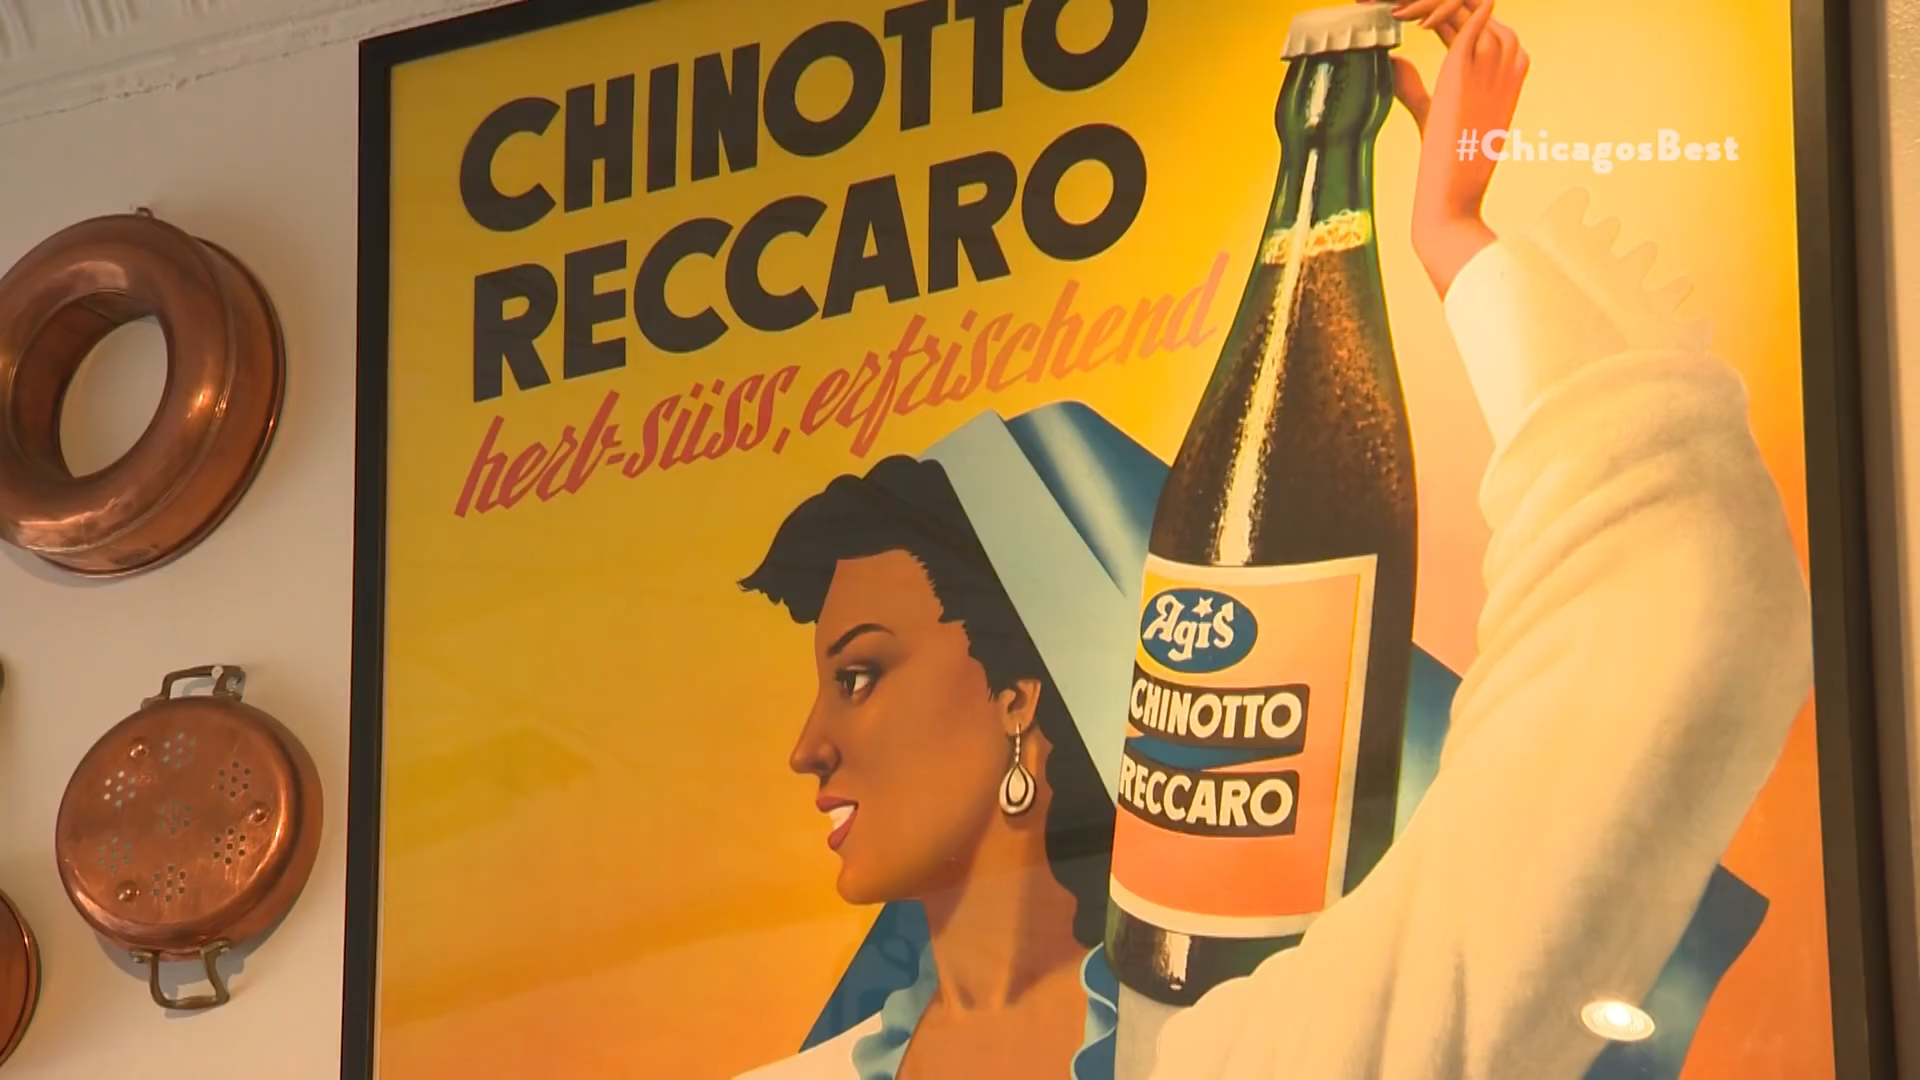 CHINOTTO
RECCARO
herb-süss, erfrischend
#ChicagosBest
Agis
CHINOTTO
RECCARO